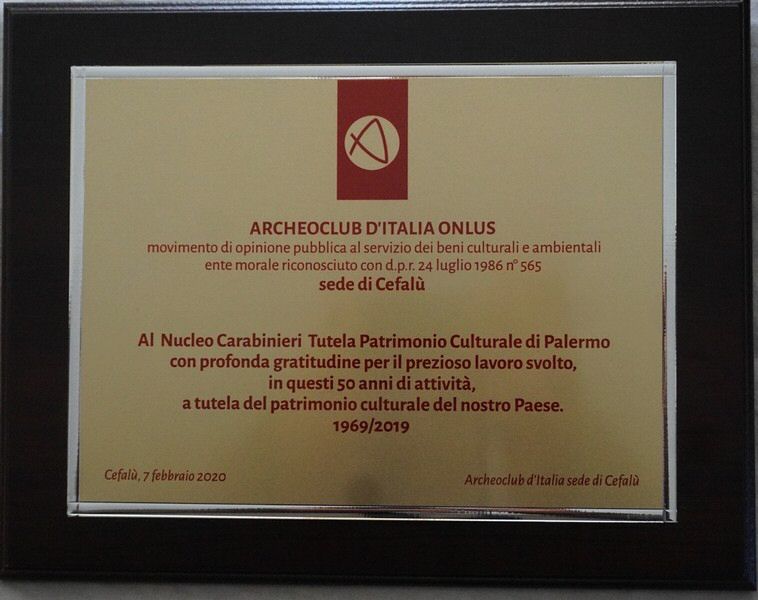 ARCHEOCLUB D'ITALIA ONLUS
movimento di opinione pubblica al servizio dei beni culturali e ambientali
ente morale riconosciuto con d.p.r. 24 luglio 1986 n° 565
sede di Cefalù
Al Nucleo Carabinieri Tutela Patrimonio Culturale di Palermo
con profonda gratitudine per il prezioso lavoro svolto,
in questi 50 anni di attività,
a tutela del patrimonio culturale del nostro Paese.
1969/2019
Cefalù, 7 febbraio 2020
Archeoclub d'Italia sede di Cefalù